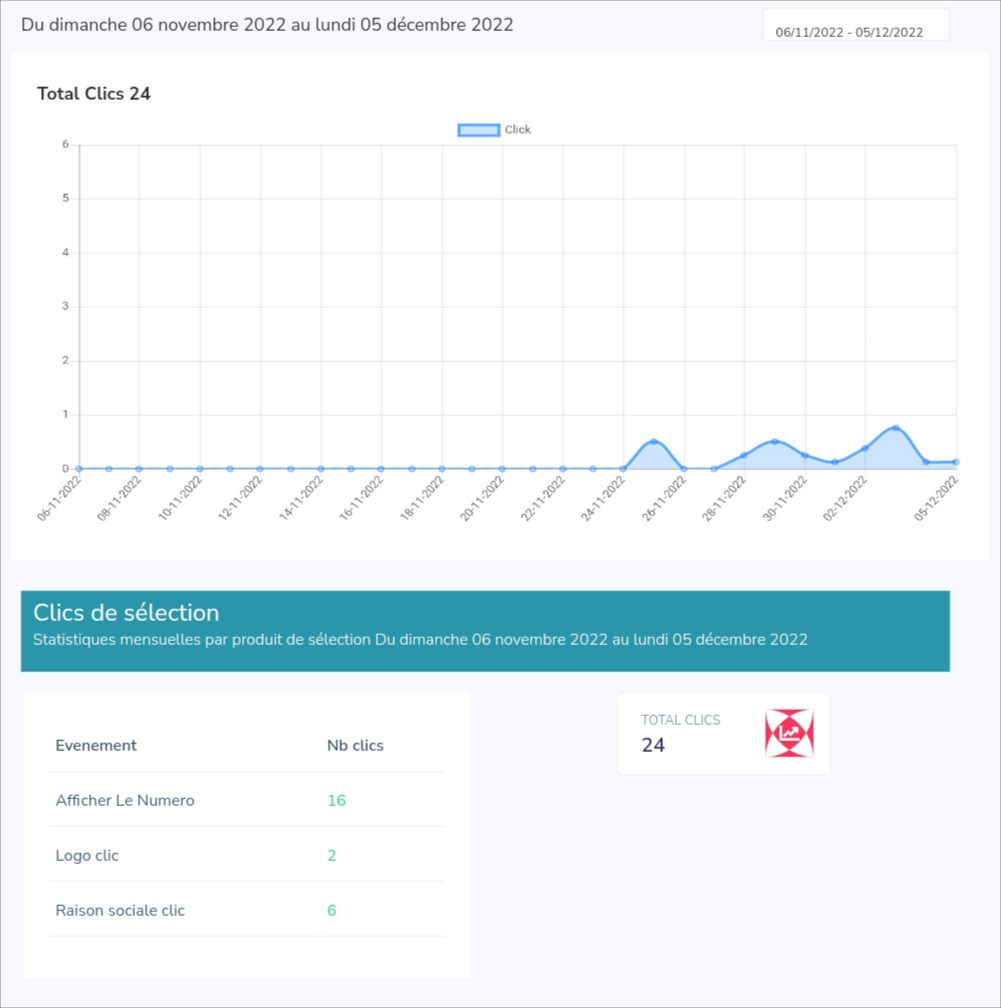 Du dimanche 06 novembre 2022 au lundi 05 décembre 2022
06/11/2022 - 05/12/2022
Total Clics 24
Click
6
5
4
3
2
1
0
06-11-2022 08-11-2022 10-11-2022 12-11-2022 14-11-2022 16-11-2022 18-11-2022 20-11-2022 22-11-2022 24-11-2022 26-11-2022 28-11-2022 30-11-2022 02-12-2022 05-12-2022
Clics de sélection
Statistiques mensuelles par produit de sélection Du dimanche 06 novembre 2022 au lundi 05 décembre 2022
Evenement Nb clics
Afficher Le Numero 16
Logo clic 2
Raison sociale clic 6
TOTAL CLICS
24